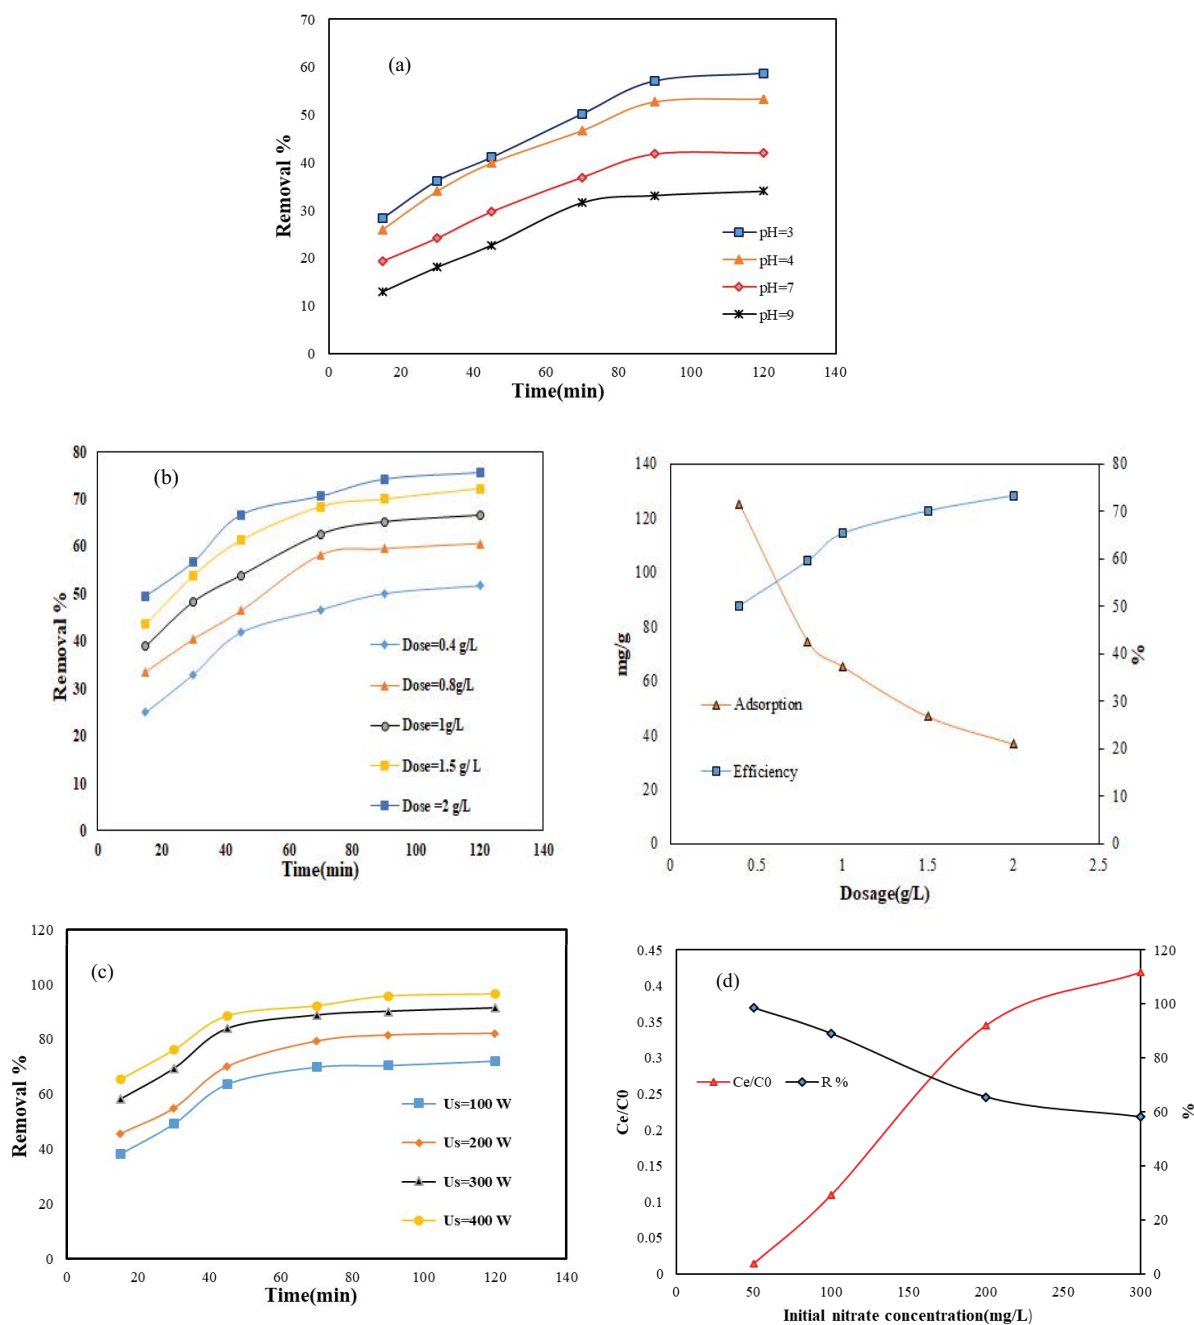 (a)
70
60
50
40
30
20
10
0
Removal %
pH=3
pH=4
pH=7
pH=9
20 40 60 80 100 120 140
Time(min)
(b)
80
70
60
50
40
30
20
10
0
Removal %
Dose=0.4 g/L
Dose=0.8g/L
Dose=1g/L
Dose=1.5 g/ L
Dose =2 g/L
0 20 40 60 80 100 120 140
Time(min)
140
120
100
80
60
40
20
0
mg/g
Adsorption
Efficiency
80
70
60
50
40
30
20
10
0
%
0 0.5 1 1.5 2 2.5
Dosage(g/L)
(c)
120
100
80
60
40
20
0
Removal %
Us=100 W
Us=200 W
Us=300 W
Us=400 W
0 20 40 60 80 100 120 140
Time(min)
(d)
0.45
0.4
0.35
0.3
0.25
0.2
0.15
0.1
0.05
0
Ce/C0
Ce/C0 R %
120
100
80
60
40
20
0
%
0 50 100 150 200 250 300
Initial nitrate concentration(mg/L)